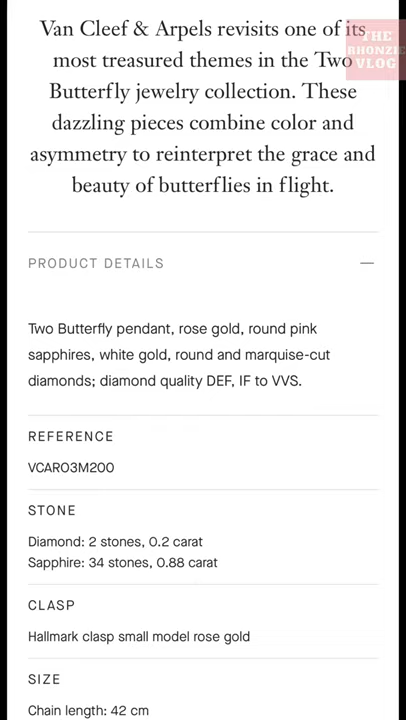 Van Cleef & Arpels revisits one of its
most treasured themes in the Two
Butterfly jewelry collection. These
dazzling pieces combine color and
asymmetry to reinterpret the grace and
beauty of butterflies in flight.
THE
BHONZIE
VLOG
PRODUCT DETAILS —
Two Butterfly pendant, rose gold, round pink
sapphires, white gold, round and marquise-cut
diamonds; diamond quality DEF, IF to VVS.
REFERENCE
VCARO3M200
STONE
Diamond: 2 stones, 0.2 carat
Sapphire: 34 stones, 0.88 carat
CLASP
Hallmark clasp small model rose gold
SIZE
Chain length: 42 cm